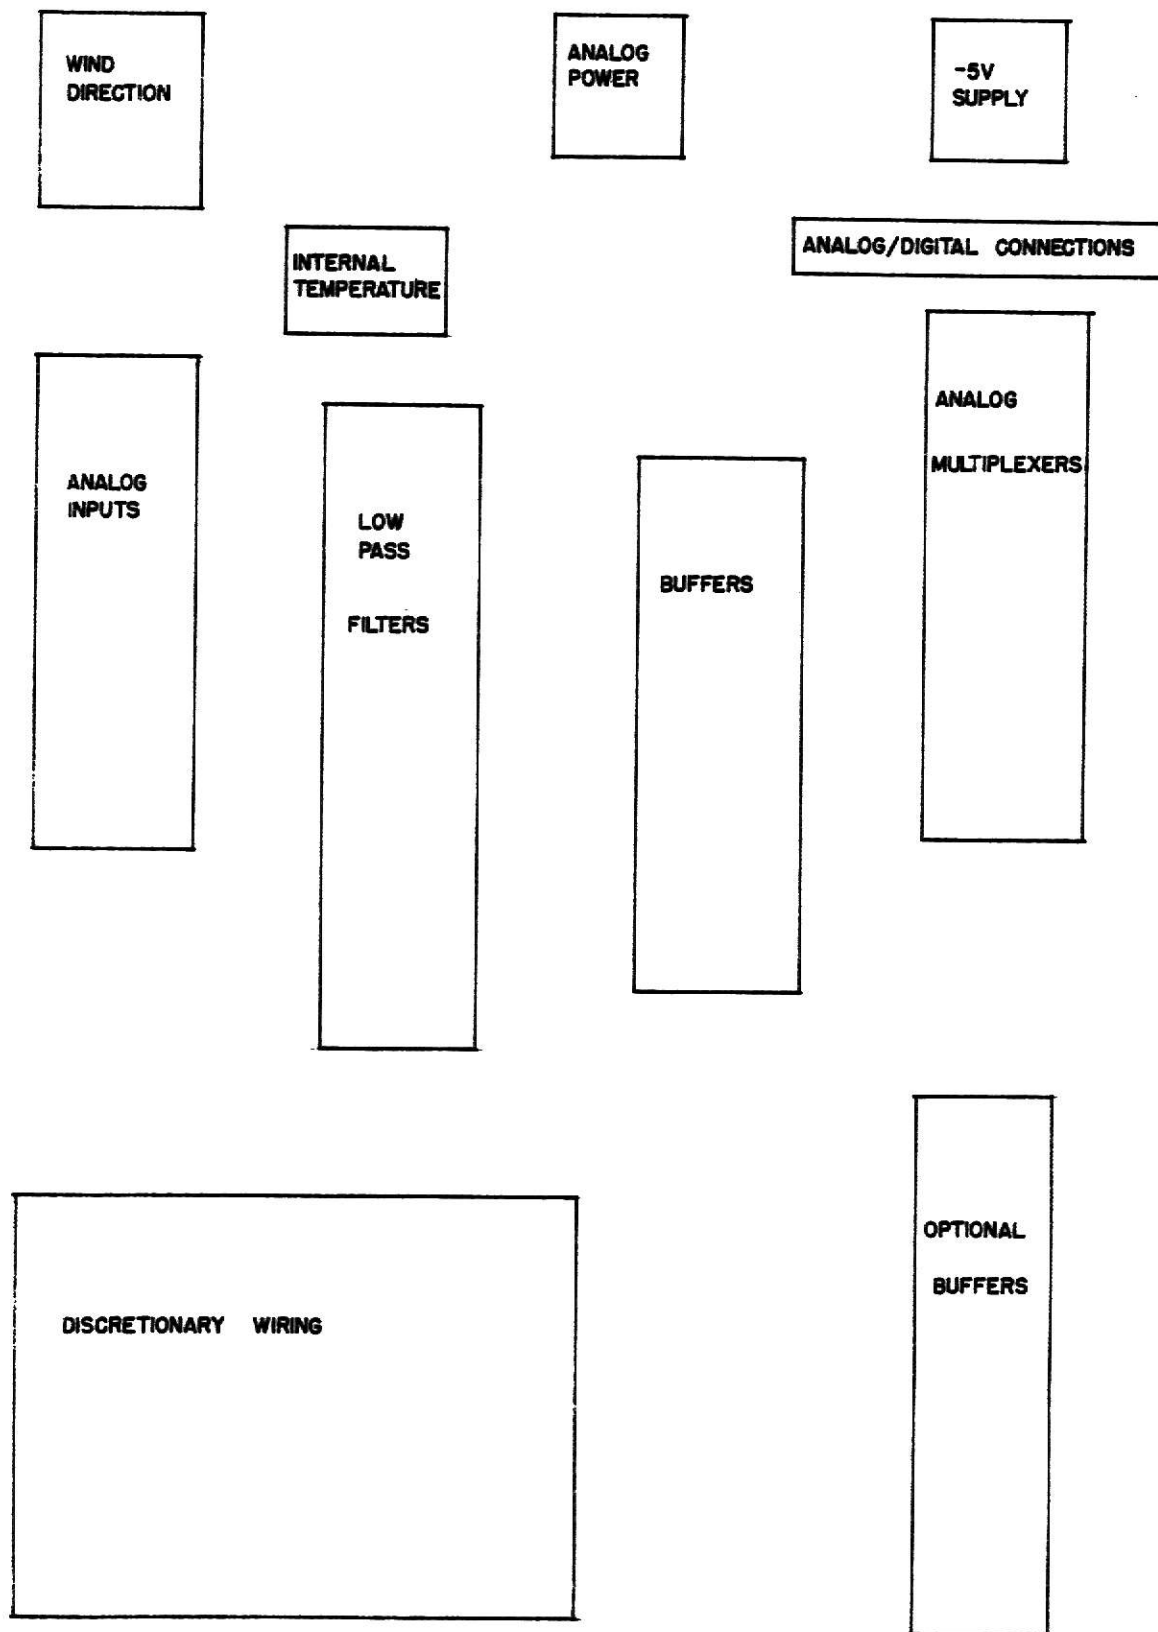 WIND
DIRECTION
ANALOG
POWER
-5V
SUPPLY
INTERNAL
TEMPERATURE
ANALOG/DIGITAL CONNECTIONS
ANALOG
INPUTS
LOW
PASS
FILTERS
BUFFERS
ANALOG
MULTIPLEXERS
DISCRETIONARY WIRING
OPTIONAL
BUFFERS